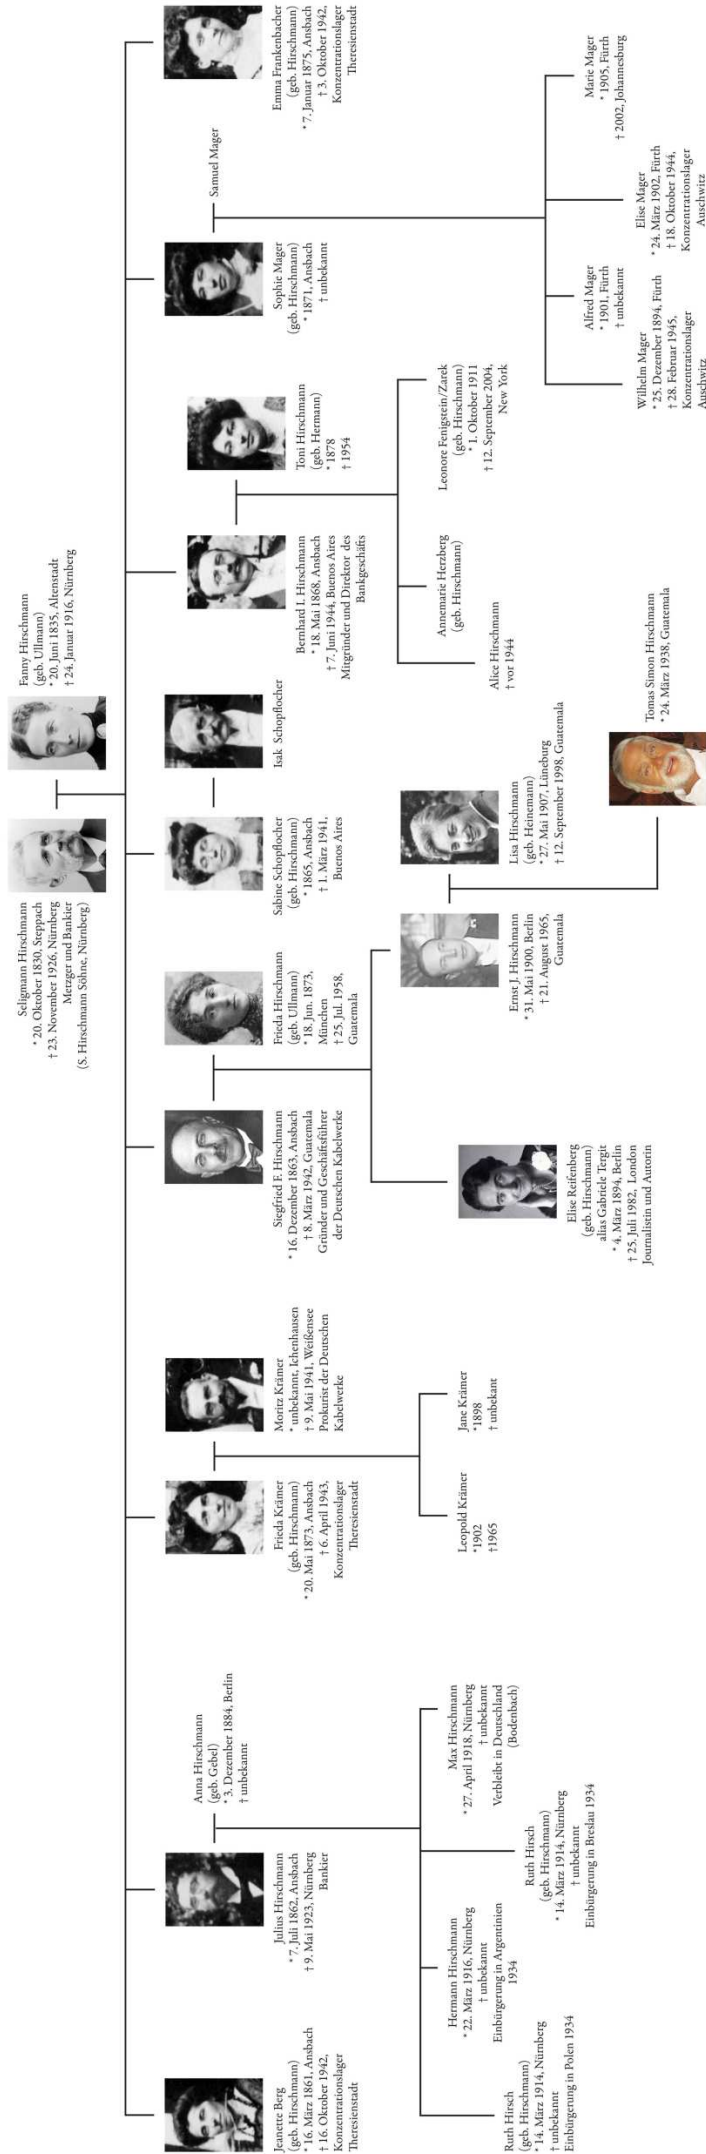 Seligmann Hirschmann
* 20. Oktober 1830, Steppach
† 23. November 1926, Nürnberg
Metzger und Bankier
(S. Hirschmann Söhne, Nürnberg)
Fanny Hirschmann
(geb. Ullmann)
* 20. Juni 1835, Altenstadt
† 24. Januar 1916, Nürnberg
Jeanette Berg
(geb. Hirschmann)
* 16. März 1861, Ansbach
† 16. Oktober 1942,
Konzentrationslager
Theresienstadt
Julius Hirschmann
* 7. Juli 1862, Ansbach
† 9. Mai 1923, Nürnberg
Bankier
Anna Hirschmann
(geb. Gebel)
* 3. Dezember 1884, Berlin
† unbekannt
Frieda Krämer
(geb. Hirschmann)
* 20. Mai 1873, Ansbach
† 6. April 1943,
Konzentrationslager
Theresienstadt
Moritz Krämer
* unbekannt, Ichenhausen
† 9. Mai 1941, Weißensee
Prokurist der Deutschen
Kabelwerke
Siegfried F. Hirschmann
* 16. Dezember 1863, Ansbach
† 8. März 1942, Guatemala
Gründer und Geschäftsführer
der Deutschen Kabelwerke
Frieda Hirschmann
(geb. Ullmann)
* 18. Jun. 1873,
München
† 25. Jul. 1958,
Guatemala
Sabine Schopflocher
(geb. Hirschmann)
* 1865, Ansbach
† 1. März 1941,
Buenos Aires
Isak Schopflocher
Bernhard I. Hirschmann
* 18. Mai 1868, Ansbach
† 7. Juni 1944, Buenos Aires
Mitgründer und Direktor des
Bankgeschäfts
Toni Hirschmann
(geb. Hermann)
* 1878
† 1954
Sophie Mager
(geb. Hirschmann)
* 1871, Ansbach
† unbekannt
Samuel Mager
Emma Frankenbacher
(geb. Hirschmann)
* 7. Januar 1875, Ansbach
† 3. Oktober 1942,
Konzentrationslager
Theresienstadt
Ruth Hirsch
(geb. Hirschmann)
* 14. März 1914, Nürnberg
† unbekannt
Einbürgerung in Polen 1934
Hermann Hirschmann
* 22. März 1916, Nürnberg
† unbekannt
Einbürgerung in Argentinien
1934
Ruth Hirsch
(geb. Hirschmann)
* 14. März 1914, Nürnberg
† unbekannt
Einbürgerung in Breslau 1934
Max Hirschmann
* 27. April 1918, Nürnberg
† unbekannt
Verbleibt in Deutschland
(Bodenbach)
Leopold Krämer
*1902
†1965
Jane Krämer
*1898
† unbekant
Elise Reifenberg
(geb. Hirschmann)
alias Gabriele Tergit
* 4. März 1894, Berlin
† 25. Juli 1982, London
Journalistin und Autorin
Ernst J. Hirschmann
* 31. Mai 1900, Berlin
† 21. August 1965,
Guatemala
Lisa Hirschmann
(geb. Heinemann)
* 27. Mai 1907, Lüneburg
† 12. September 1998, Guatemala
Tomas Simon Hirschmann
* 24. März 1938, Guatemala
Alice Hirschmann
† vor 1944
Annemarie Herzberg
(geb. Hirschmann)
Leonore Fenigstein/Zarek
(geb. Hirschmann)
* 1. Oktober 1911
† 12. September 2004,
New York
Wilhelm Mager
* 25. Dezember 1894, Fürth
† 28. Februar 1945,
Konzentrationslager
Auschwitz
Alfred Mager
* 1901, Fürth
† unbekannt
Elise Mager
* 24. März 1902, Fürth
† 18. Oktober 1944,
Konzentrationslager
Auschwitz
Marie Mager
* 1905, Fürth
† 2002, Johannesburg